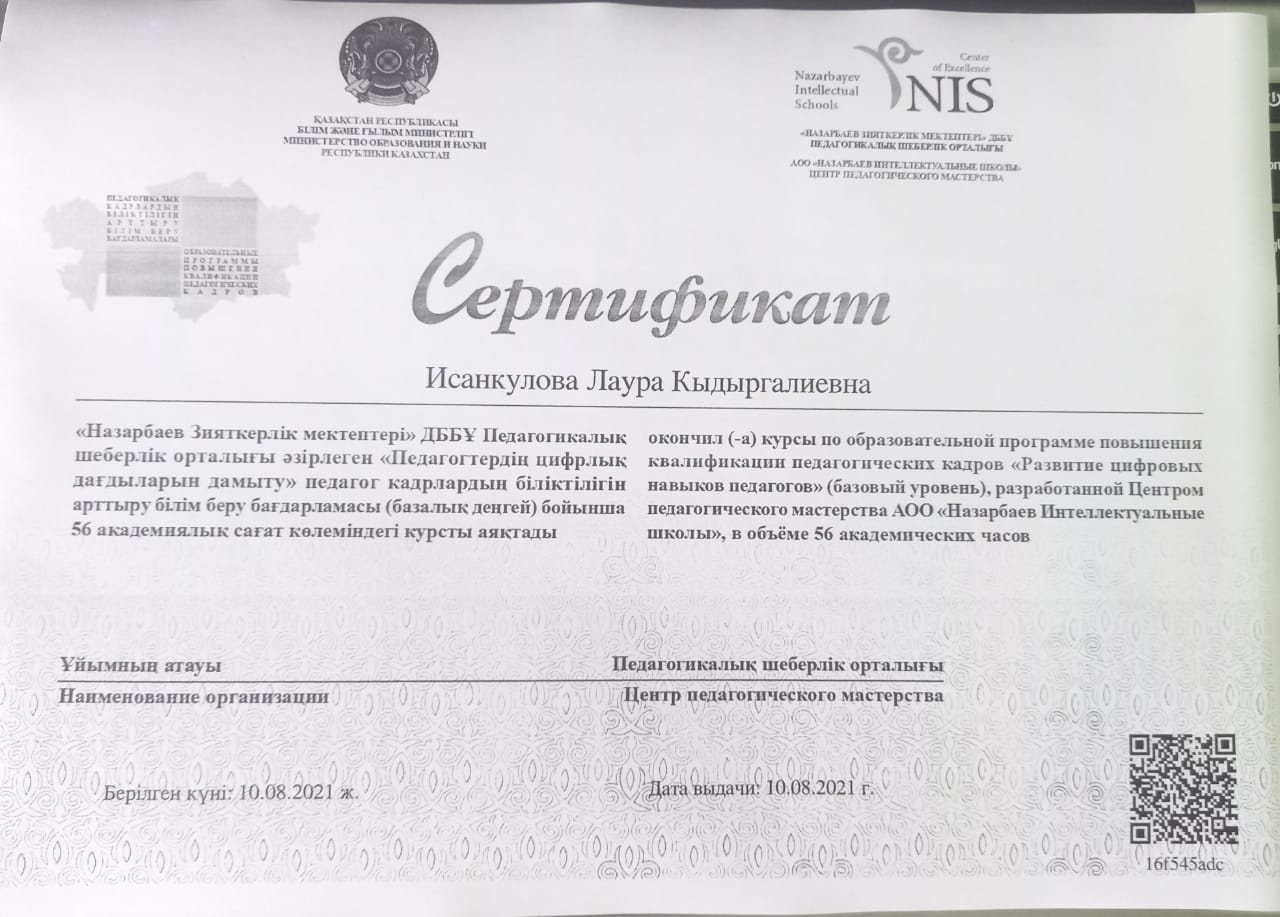 ҚАЗАҚСТАН РЕСПУБЛИКАСЫ
БІЛІМ ЖӘНЕ ҒЫЛЫМ МИНИСТРЛІГІ
МИНИСТЕРСТВО ОБРАЗОВАНИЯ И НАУКИ
РЕСПУБЛИКИ КАЗАХСТАН
Nazarbayev
Intellectual
Schools
Center
of Excellence
NIS
«НАЗАРБАЕВ ЗИЯТКЕРЛІК МЕКТЕПТЕРІ» ДББҰ
ПЕДАГОГИКАЛЫҚ ШЕБЕРЛІК ОРТАЛЫҒЫ
АОО «НАЗАРБАЕВ ИНТЕЛЛЕКТУАЛЬНЫЕ ШКОЛЫ»
ЦЕНТР ПЕДАГОГИЧЕСКОГО МАСТЕРСТВА
ПЕДАГОГИКАЛЫҚ
КАДРЛАРДЫҢ
БІЛІКТІЛІГІН
АРТТЫРУ
БІЛІМ БЕРУ
БАҒДАРЛАМАЛАРЫ
ОБРАЗОВАТЕЛЬНЫЕ
ПРОГРАММЫ
ПОВЫШЕНИЯ
КВАЛИФИКАЦИИ
ПЕДАГОГИЧЕСКИХ
КАДРОВ
Сертификат
Исанкулова Лаура Кыдыргалиевна
«Назарбаев Зияткерлік мектептері» ДББҰ Педагогикалық
шеберлік орталығы әзірлеген «Педагогтердің цифрлық
дағдыларын дамыту» педагог кадрлардың біліктілігін
арттыру білім беру бағдарламасы (базалық деңгей) бойынша
56 академиялық сағат көлеміндегі курсты аяқтады
окончил (-а) курсы по образовательной программе повышения
квалификации педагогических кадров «Развитие цифровых
навыков педагогов» (базовый уровень), разработанной Центром
педагогического мастерства АОО «Назарбаев Интеллектуальные
школы», в объёме 56 академических часов
Ұйымның атауы
Педагогикалық шеберлік орталығы
Наименование организации
Центр педагогического мастерства
Берілген күні: 10.08.2021 ж.
Дата выдачи: 10.08.2021 г.
16f545adc